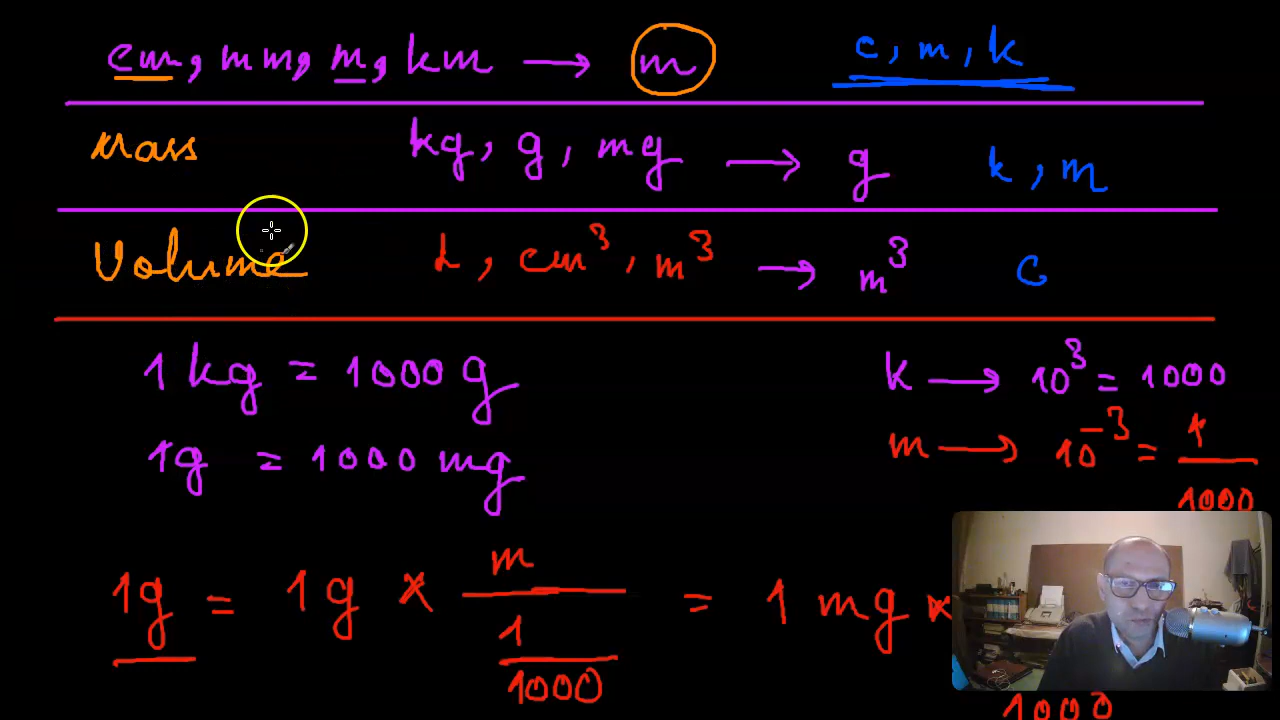 cm, mm, m, km → m c, m, k
Mass kg, g, mg → g k, m
Volume L, cm³, m³ → m³ c
1 kg = 1000 g k → 10³ = 1000
1g = 1000 mg m → 10⁻³ = 1/1000
1g = 1g × m/(1/1000) = 1 mg ×
1000